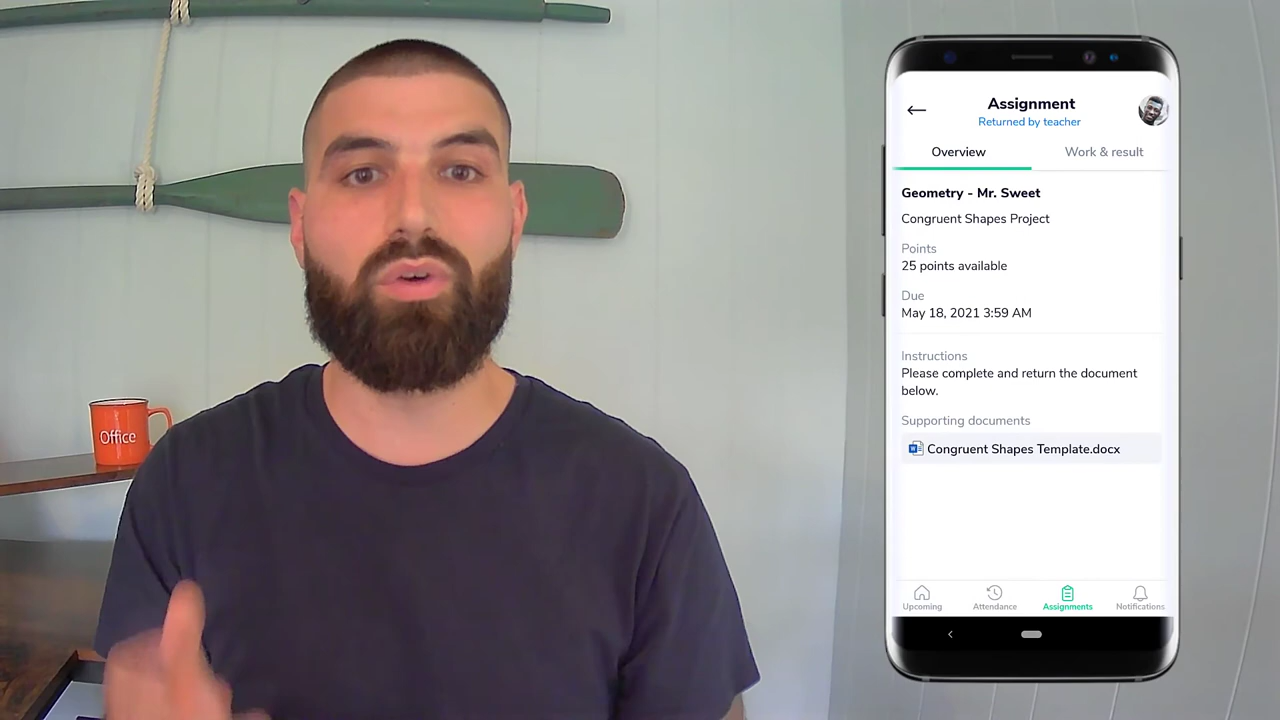 Office
Assignment
Returned by teacher
Overview
Work & result
Geometry - Mr. Sweet
Congruent Shapes Project
Points
25 points available
Due
May 18, 2021 3:59 AM
Instructions
Please complete and return the document
below.
Supporting documents
Congruent Shapes Template.docx
Upcoming
Attendance
Assignments
Notifications